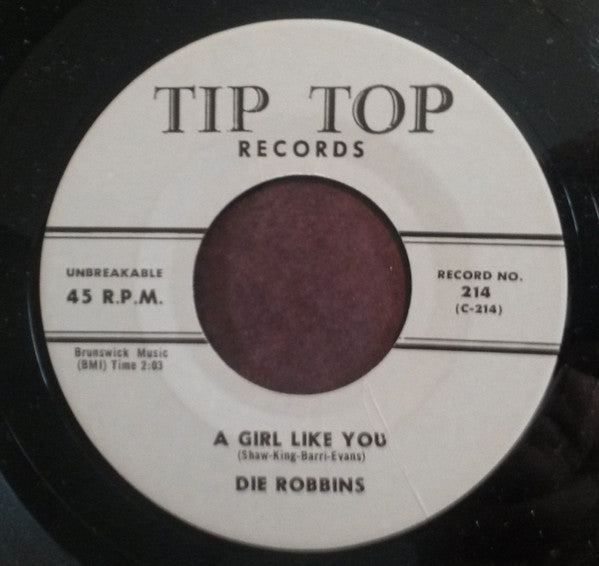 TIP TOP
RECORDS
UNBREAKABLE
45 R.P.M.
RECORD NO.
214
(C-214)
Brunswick Music
(BMI) Time 2:03
A GIRL LIKE YOU
(Shaw-King-Barri-Evans)
DIE ROBBINS